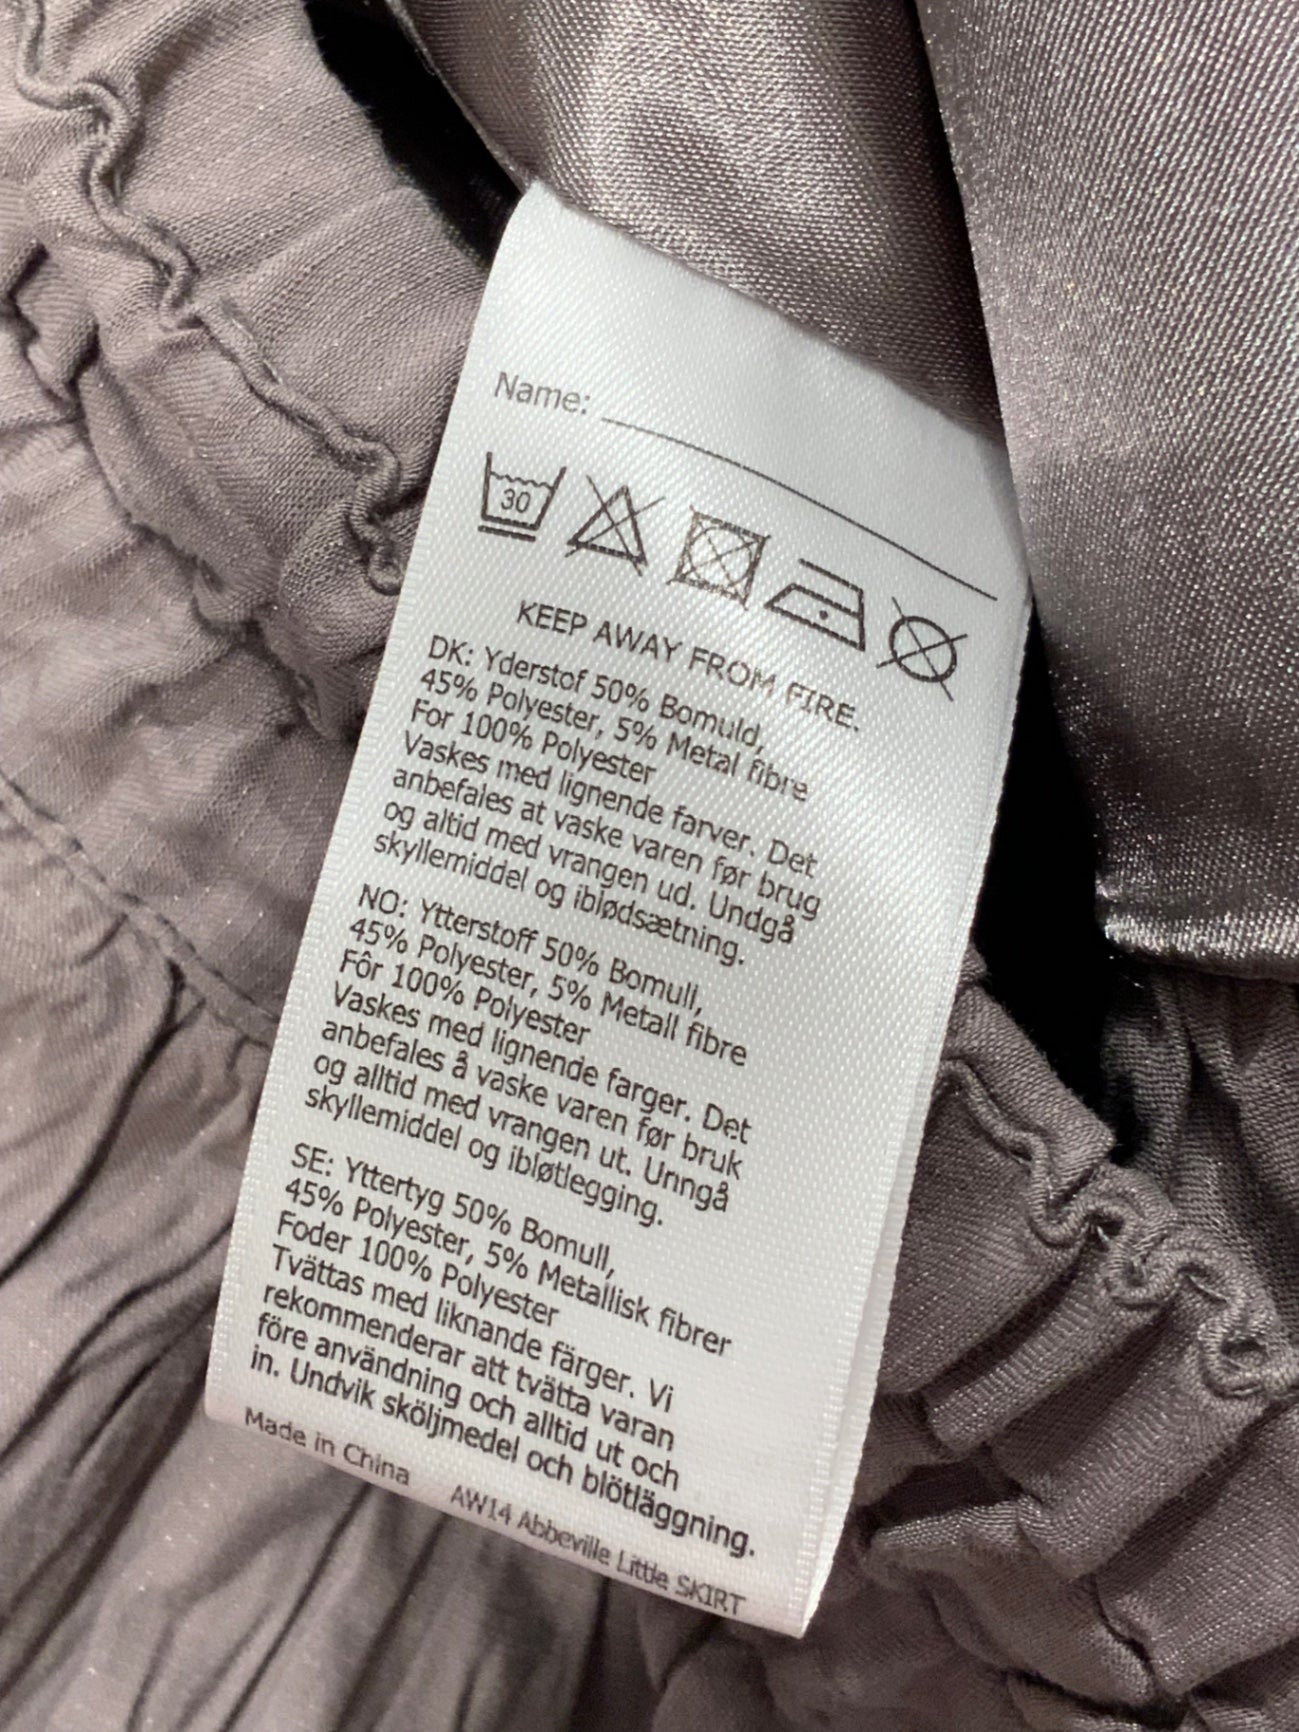 Name:
30
KEEP AWAY FROM FIRE.
DK: Yderstof 50% Bomuld,
45% Polyester, 5% Metal fibre
For 100% Polyester
Vaskes med lignende farver. Det
anbefales at vaske varen før brug
og altid med vrangen ud. Undgå
skyllemiddel og iblødsætning.
NO: Ytterstoff 50% Bomull,
45% Polyester, 5% Metall fibre
Fôr 100% Polyester
Vaskes med lignende farger. Det
anbefales å vaske varen før bruk
og alltid med vrangen ut. Unngå
skyllemiddel og ibløtlegging.
SE: Yttertyg 50% Bomull,
45% Polyester, 5% Metallisk fibrer
Foder 100% Polyester
Tvättas med liknande färger. Vi
rekommenderar att tvätta varan
före användning och alltid ut och
in. Undvik sköljmedel och blötläggning.
Made in China AW14 Abbeville Little SKIRT